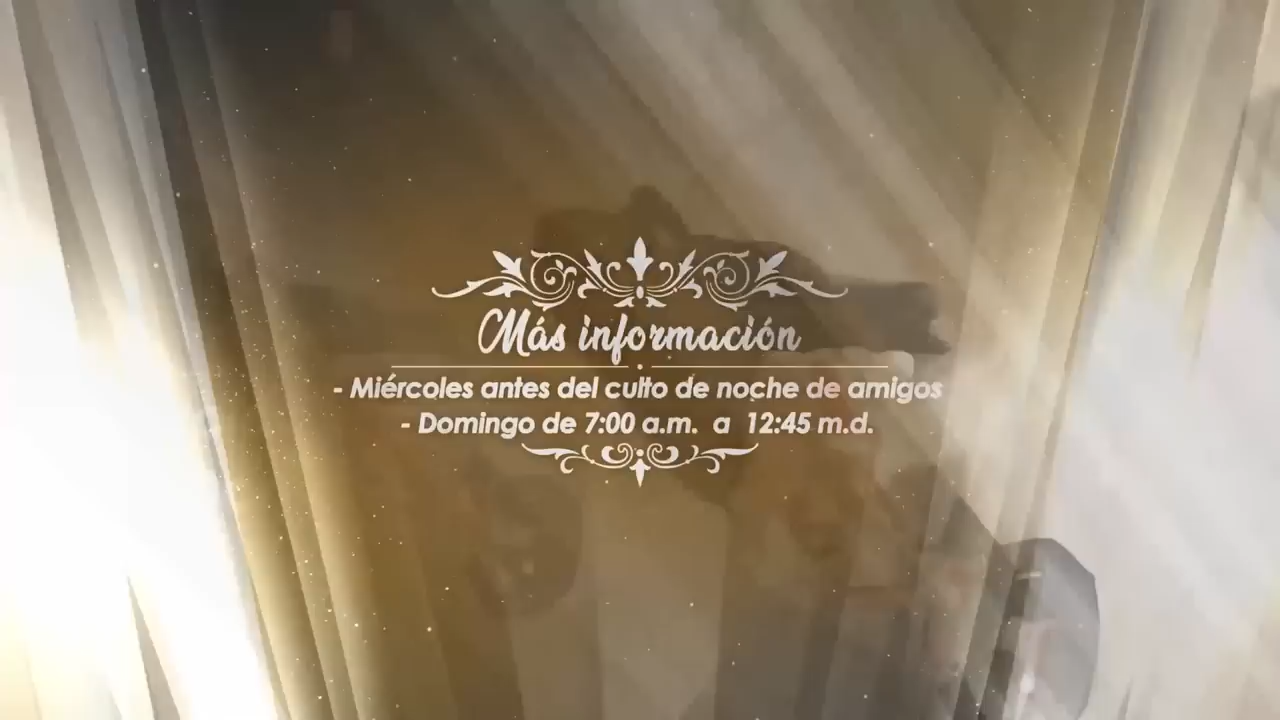 Más información
- Miércoles antes del culto de noche de amigos
- Domingo de 7:00 a.m. a 12:45 m.d.